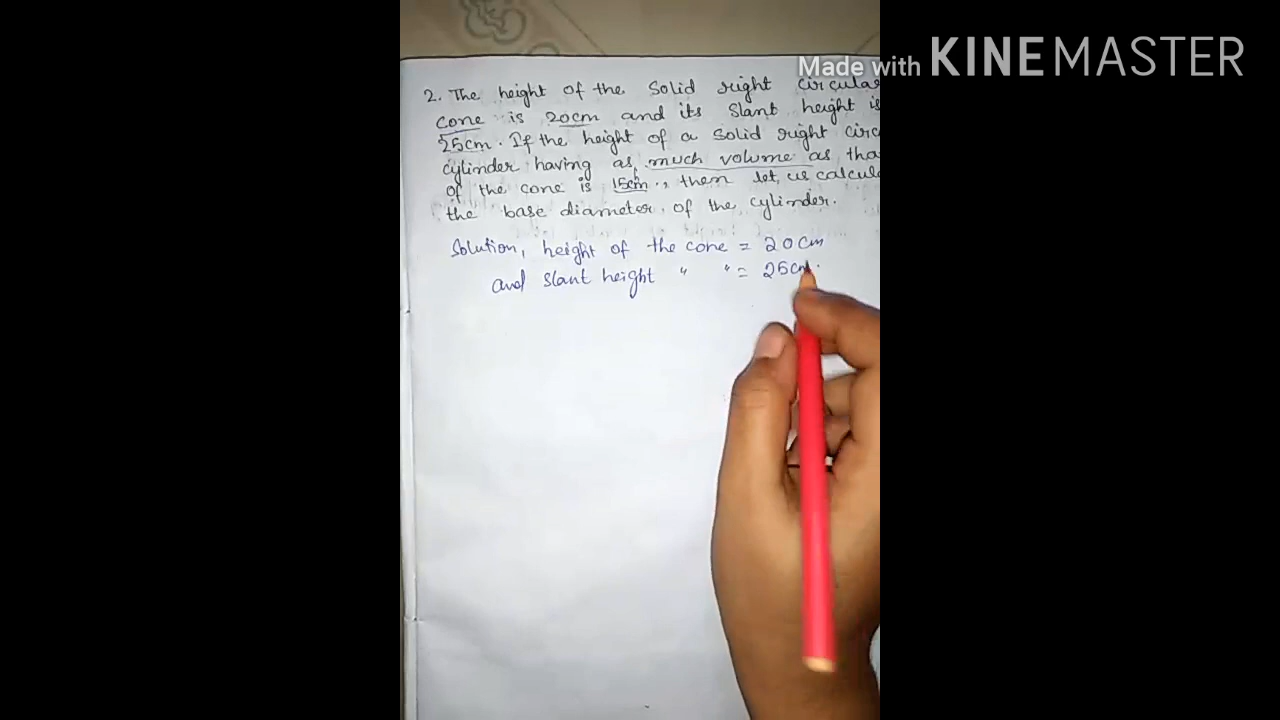 Made with KINEMASTER
2. The height of the solid right circular
cone is 20cm and its slant height is
25cm. If the height of a solid right circ
cylinder having as much volume as tha
of the cone is 15cm., then let us calcul
the base diameter of the cylinder.
Solution, height of the cone = 20 cm
and slant height " " = 25cm.